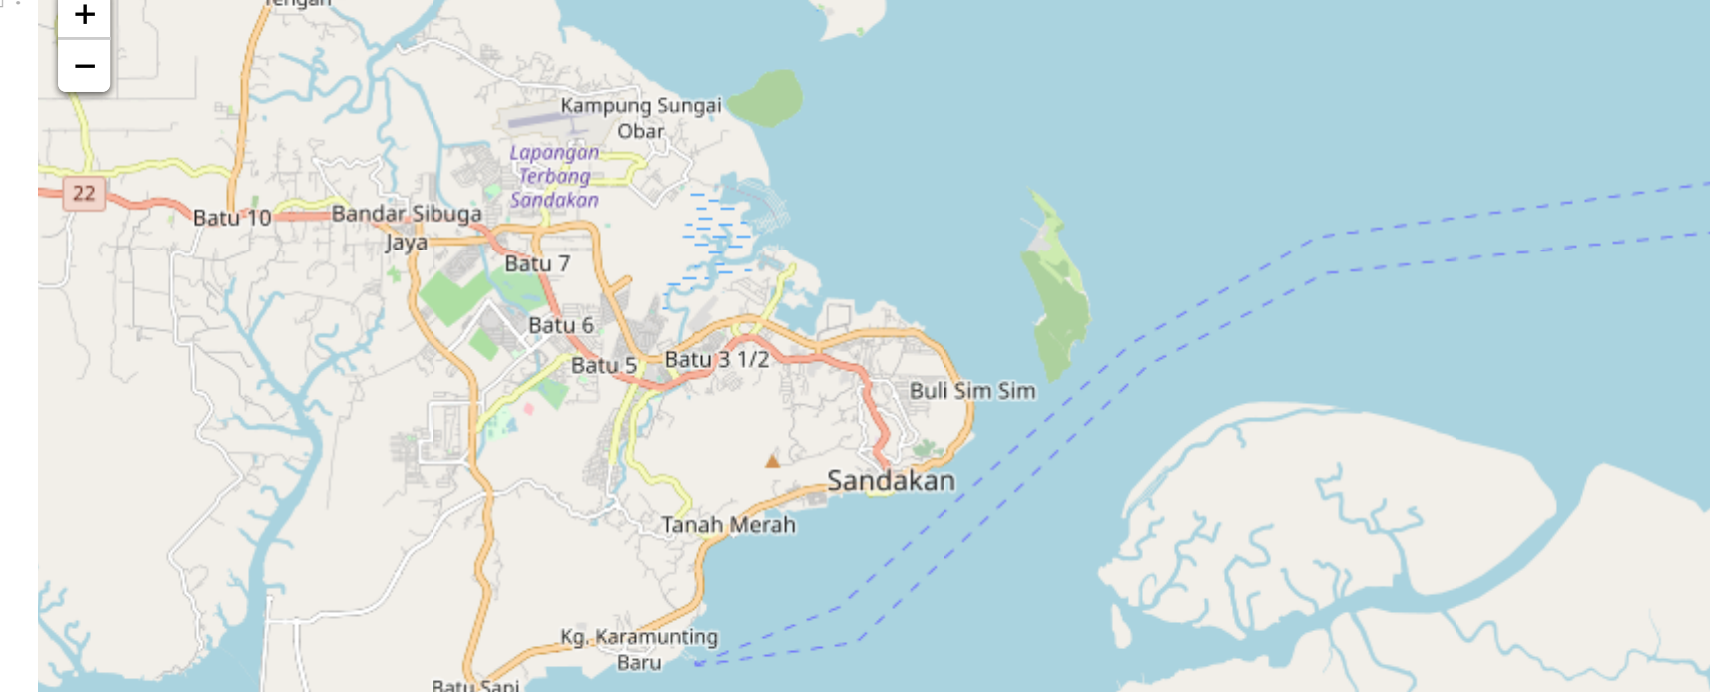 Tengah
+
−
Kampung Sungai
Obar
Lapangan
Terbang
Sandakan
22
Batu 10
Bandar Sibuga
Jaya
Batu 7
Batu 6
Batu 5
Batu 3 1/2
Buli Sim Sim
Sandakan
Tanah Merah
Kg. Karamunting
Baru
Batu Sapi